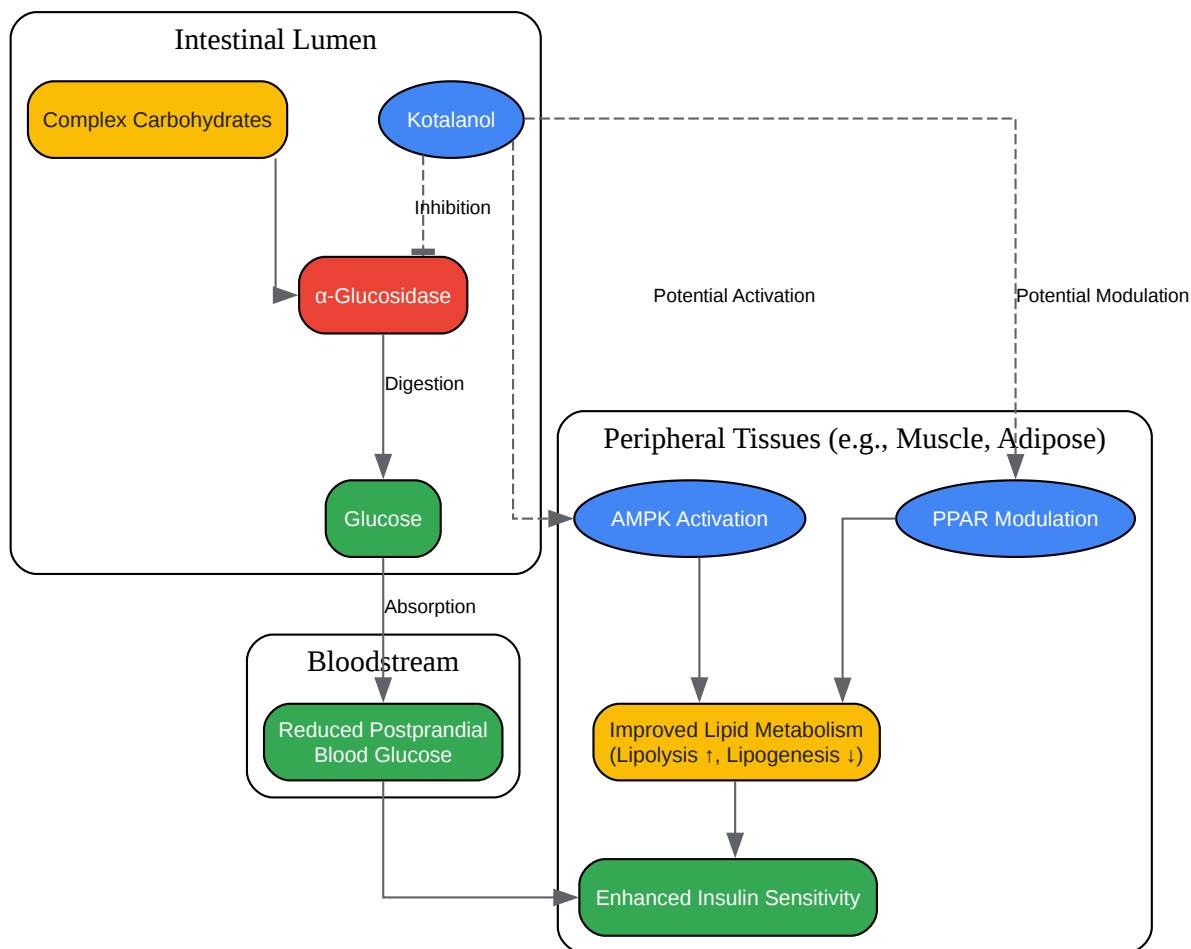 Intestinal Lumen
Complex Carbohydrates
Kotalanol
Inhibition
α-Glucosidase
Potential Activation
Potential Modulation
Digestion
Peripheral Tissues (e.g., Muscle, Adipose)
Glucose
AMPK Activation
PPAR Modulation
Absorption
Bloodstream
Reduced Postprandial
Blood Glucose
Improved Lipid Metabolism
(Lipolysis ↑, Lipogenesis ↓)
Enhanced Insulin Sensitivity